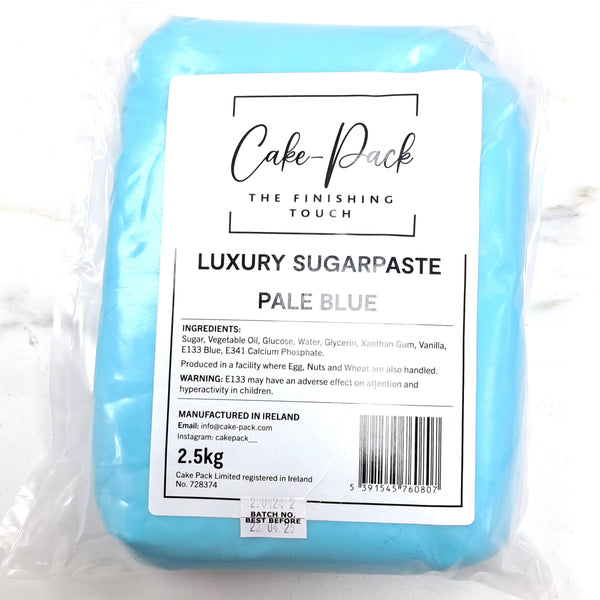 Cake-Pack
THE FINISHING
TOUCH
LUXURY SUGARPASTE
PALE BLUE
INGREDIENTS:
Sugar, Vegetable Oil, Glucose, Water, Glycerin, Xanthan Gum, Vanilla,
E133 Blue, E341 Calcium Phosphate.
Produced in a facility where Egg, Nuts and Wheat are also handled.
WARNING: E133 may have an adverse effect on attention and
hyperactivity in children.
MANUFACTURED IN IRELAND
Email: info@cake-pack.com
Instagram: cakepack__
2.5kg
Cake Pack Limited registered in Ireland
No. 728374
5 391545 760807
BATCH NO.
BEST BEFORE